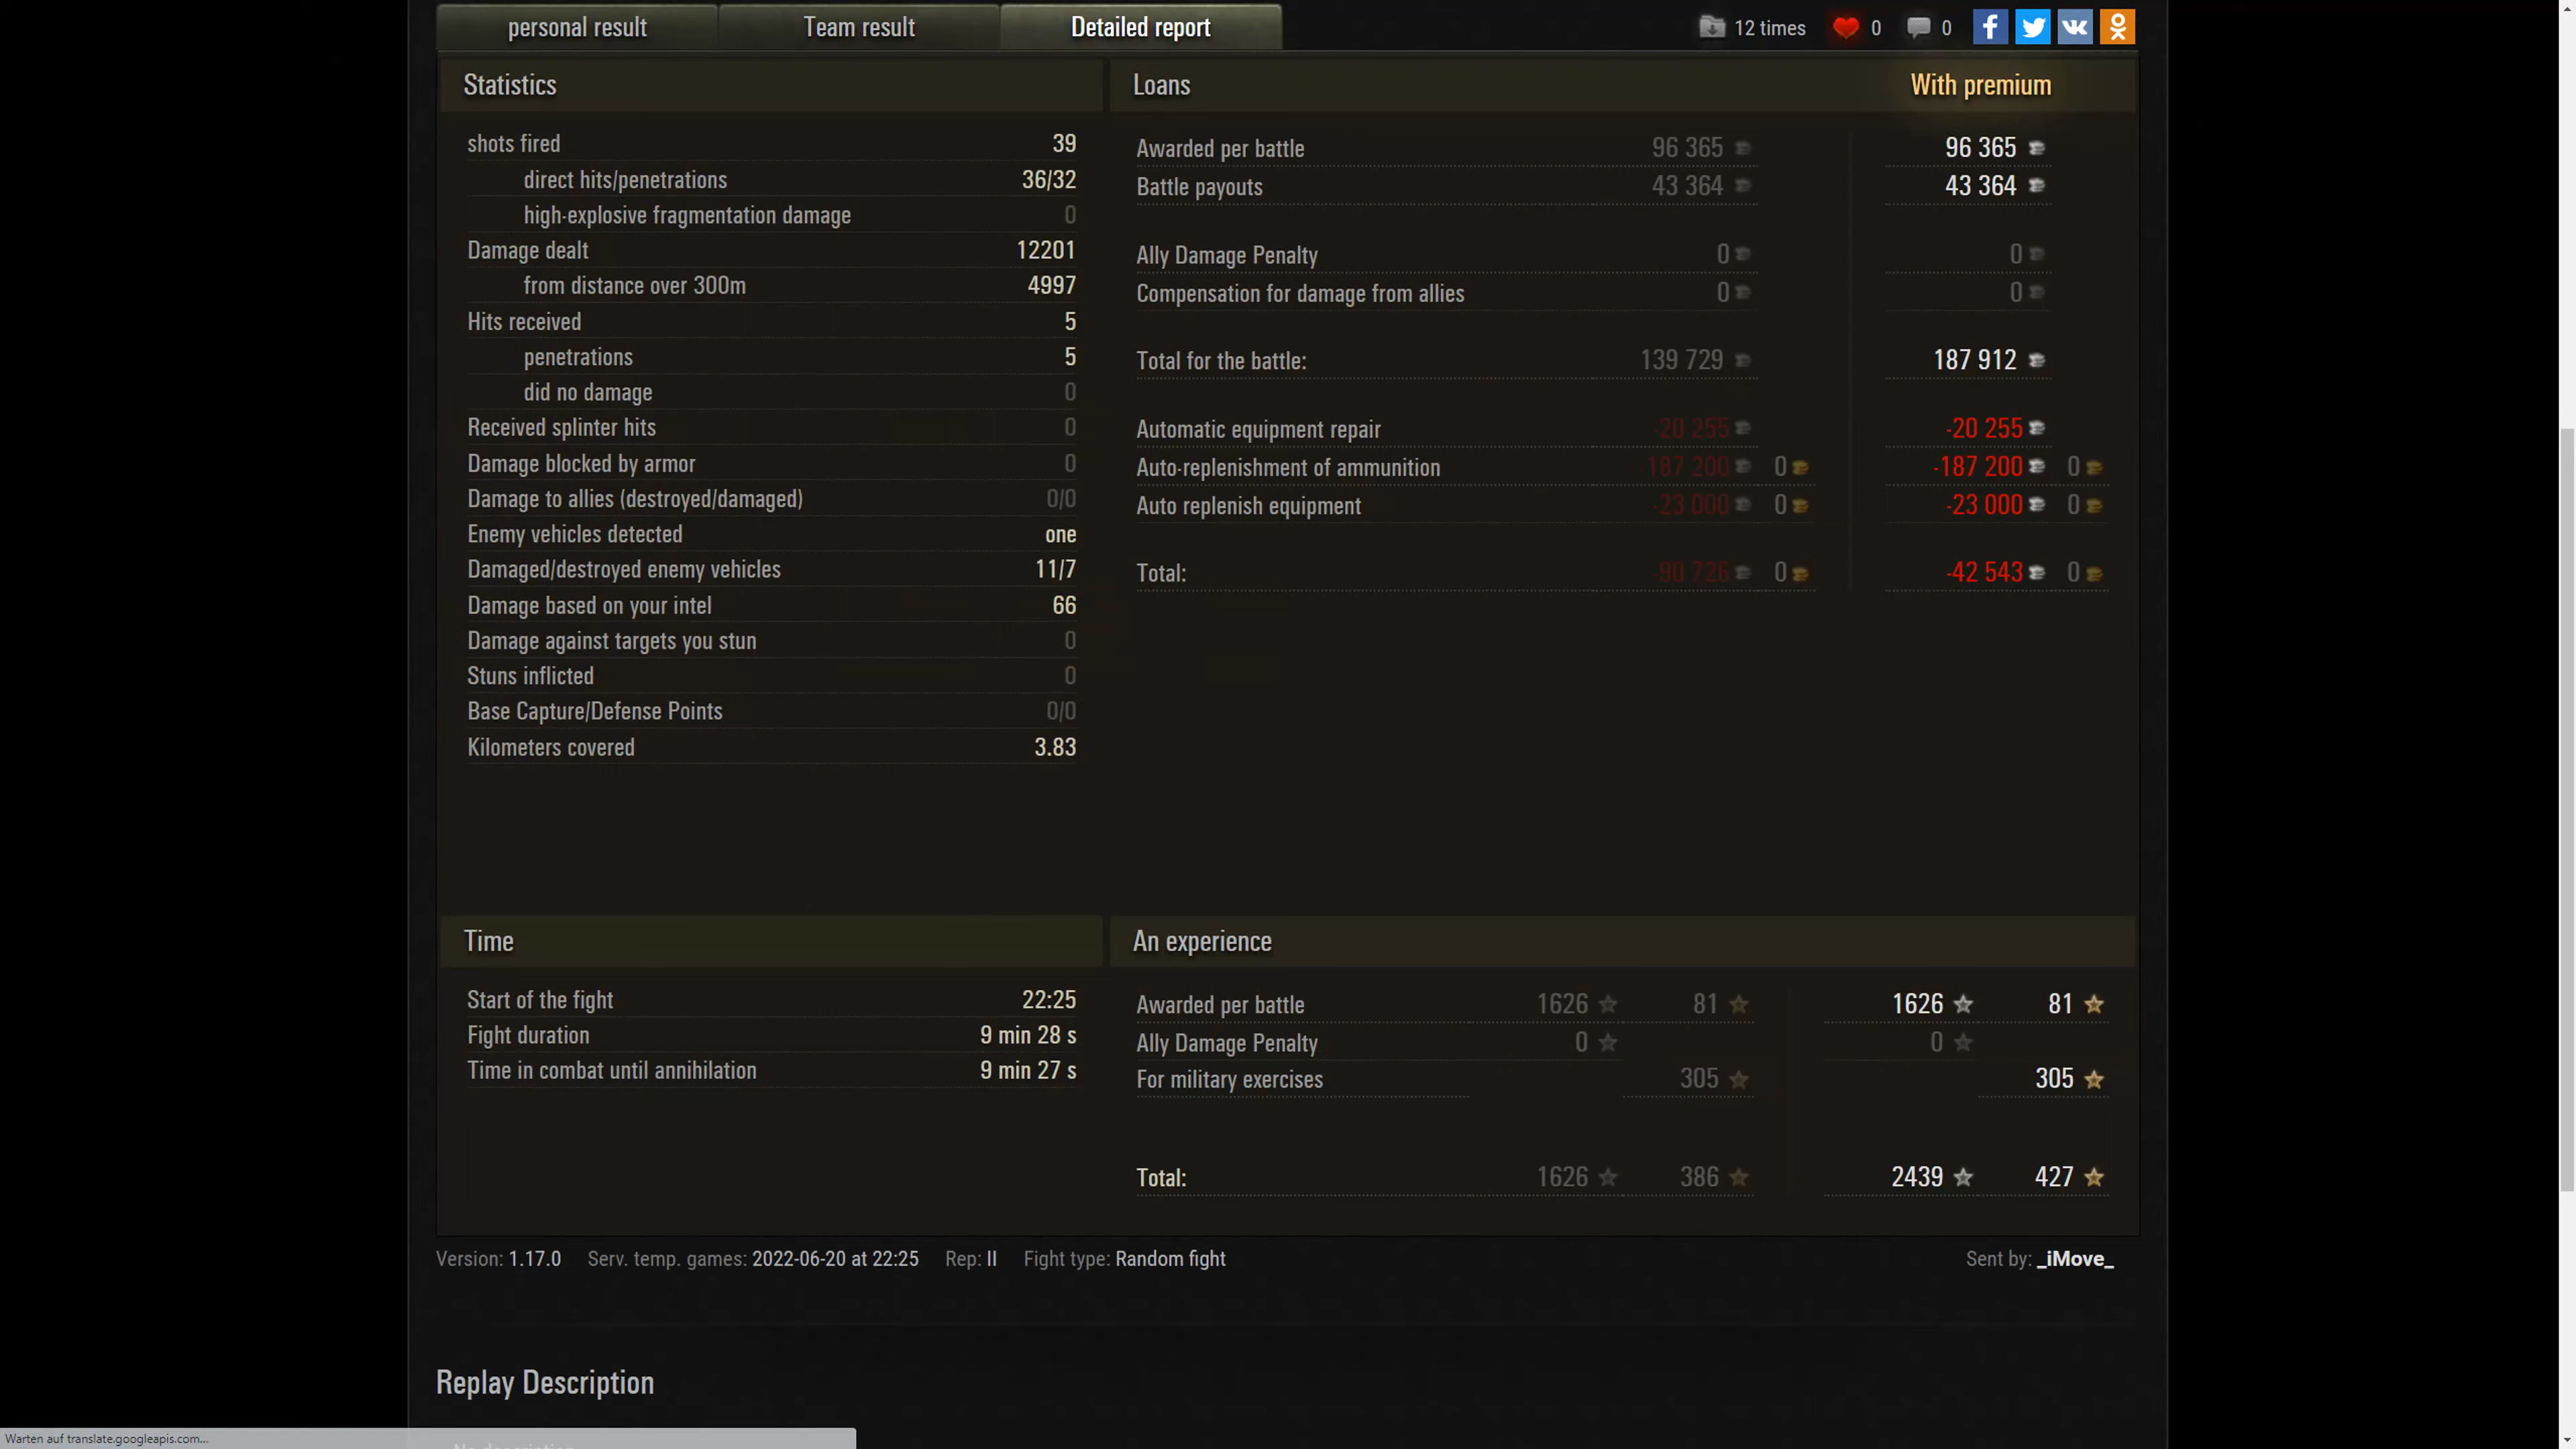 personal result
Team result
Detailed report
12 times
0
0
Statistics
shots fired 39
direct hits/penetrations 36/32
high-explosive fragmentation damage 0
Damage dealt 12201
from distance over 300m 4997
Hits received 5
penetrations 5
did no damage 0
Received splinter hits 0
Damage blocked by armor 0
Damage to allies (destroyed/damaged) 0/0
Enemy vehicles detected one
Damaged/destroyed enemy vehicles 11/7
Damage based on your intel 66
Damage against targets you stun 0
Stuns inflicted 0
Base Capture/Defense Points 0/0
Kilometers covered 3.83
Loans With premium
Awarded per battle 96 365 96 365
Battle payouts 43 364 43 364
Ally Damage Penalty 0 0
Compensation for damage from allies 0 0
Total for the battle: 139 729 187 912
Automatic equipment repair -20 255 -20 255
Auto-replenishment of ammunition -187 200 0 -187 200 0
Auto replenish equipment -23 000 0 -23 000 0
Total: -90 726 0 -42 543 0
Time
Start of the fight 22:25
Fight duration 9 min 28 s
Time in combat until annihilation 9 min 27 s
An experience
Awarded per battle 1626 81 1626 81
Ally Damage Penalty 0 0
For military exercises 305 305
Total: 1626 386 2439 427
Version: 1.17.0 Serv. temp. games: 2022-06-20 at 22:25 Rep: II Fight type: Random fight Sent by: _iMove_
Replay Description
Warten auf translate.googleapis.com...